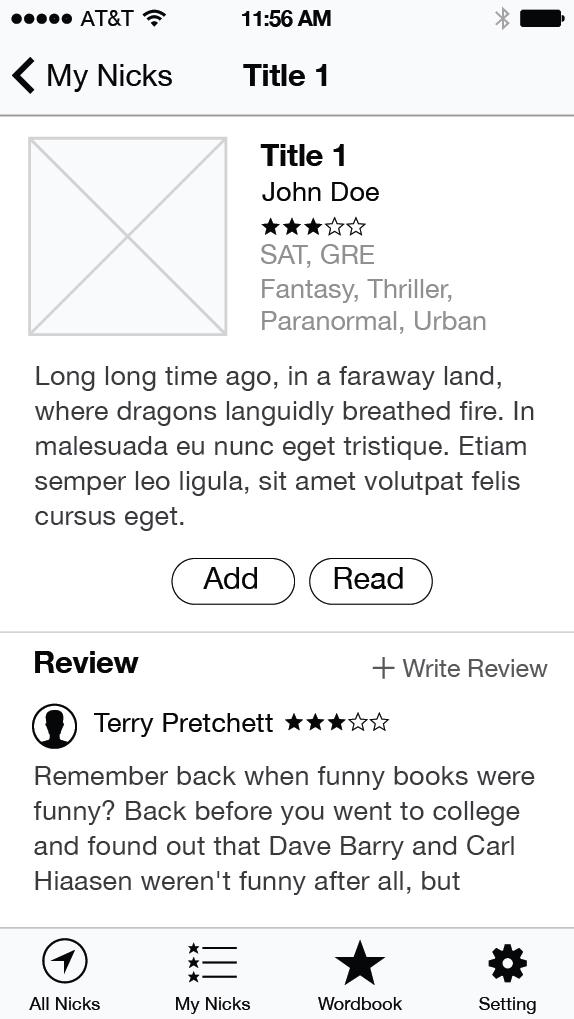 AT&T 11:56 AM
My Nicks Title 1
Title 1
John Doe
SAT, GRE
Fantasy, Thriller,
Paranormal, Urban
Long long time ago, in a faraway land,
where dragons languidly breathed fire. In
malesuada eu nunc eget tristique. Etiam
semper leo ligula, sit amet volutpat felis
cursus eget.
Add Read
Review + Write Review
Terry Pretchett
Remember back when funny books were
funny? Back before you went to college
and found out that Dave Barry and Carl
Hiaasen weren't funny after all, but
All Nicks My Nicks Wordbook Setting